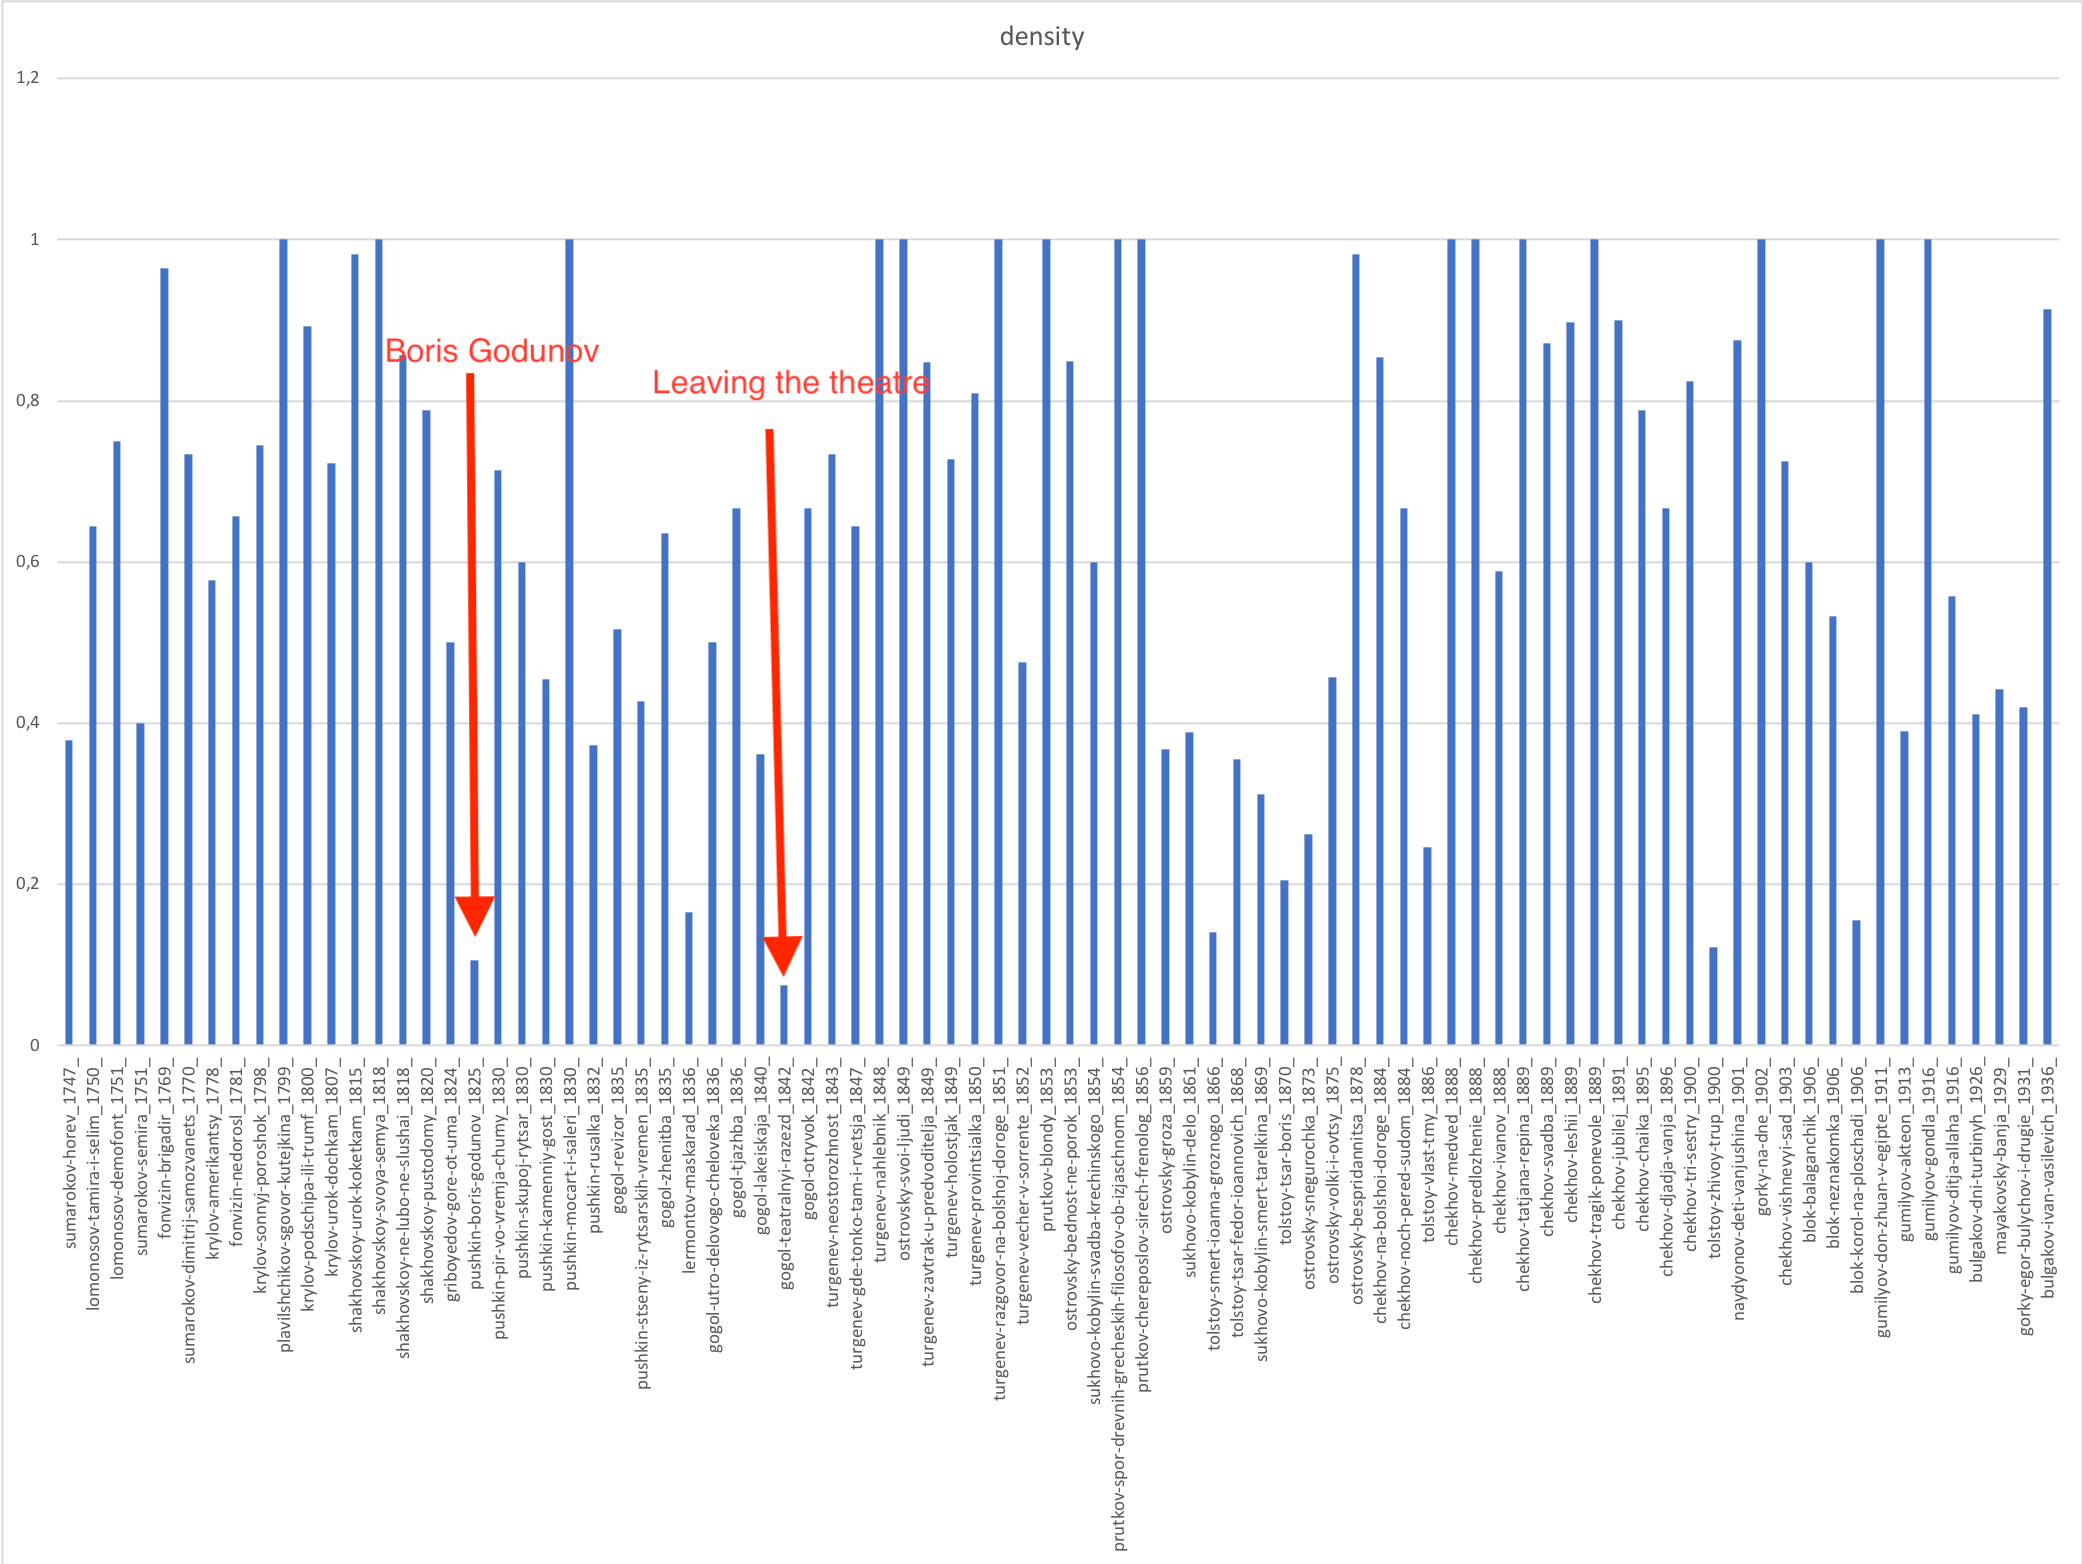 density
1,2
1
0,8
0,6
0,4
0,2
0
Boris Godunov
Leaving the theatre
sumarokov-horev_1747_
lomonosov-tamira-i-selim_1750_
lomonosov-demofont_1751_
sumarokov-semira_1751_
fonvizin-brigadir_1769_
sumarokov-dimitrij-samozvanets_1770_
krylov-amerikantsy_1778_
fonvizin-nedorosl_1781_
krylov-sonnyj-poroshok_1798_
plavilshchikov-sgovor-kutejkina_1799_
krylov-podschipa-ili-trumf_1800_
krylov-urok-dochkam_1807_
shakhovskoy-urok-koketkam_1815_
shakhovskoy-svoya-semya_1818_
shakhovskoy-ne-lubo-ne-slushai_1818_
shakhovskoy-pustodomy_1820_
griboyedov-gore-ot-uma_1824_
pushkin-boris-godunov_1825_
pushkin-pir-vo-vremja-chumy_1830_
pushkin-skupoj-rytsar_1830_
pushkin-kamenniy-gost_1830_
pushkin-mocart-i-saleri_1830_
pushkin-rusalka_1832_
gogol-revizor_1835_
pushkin-stseny-iz-rytsarskih-vremen_1835_
gogol-zhenitba_1835_
lermontov-maskarad_1836_
gogol-utro-delovogo-cheloveka_1836_
gogol-tjazhba_1836_
gogol-lakeiskaja_1840_
gogol-teatralnyi-razezd_1842_
gogol-otryvok_1842_
turgenev-neostorozhnost_1843_
turgenev-gde-tonko-tam-i-rvetsja_1847_
turgenev-nahlebnik_1848_
ostrovsky-svoi-ljudi_1849_
turgenev-zavtrak-u-predvoditelja_1849_
turgenev-holostjak_1849_
turgenev-provintsialka_1850_
turgenev-razgovor-na-bolshoj-doroge_1851_
turgenev-vecher-v-sorrente_1852_
prutkov-blondy_1853_
ostrovsky-bednost-ne-porok_1853_
sukhovo-kobylin-svadba-krechinskogo_1854_
prutkov-spor-drevnih-grecheskih-filosofov-ob-izjaschnom_1854_
prutkov-chereposlov-sirech-frenolog_1856_
ostrovsky-groza_1859_
sukhovo-kobylin-delo_1861_
tolstoy-smert-ioanna-groznogo_1866_
tolstoy-tsar-fedor-ioannovich_1868_
sukhovo-kobylin-smert-tarelkina_1869_
tolstoy-tsar-boris_1870_
ostrovsky-snegurochka_1873_
ostrovsky-volki-i-ovtsy_1875_
ostrovsky-bespridannitsa_1878_
chekhov-na-bolshoi-doroge_1884_
chekhov-noch-pered-sudom_1884_
tolstoy-vlast-tmy_1886_
chekhov-medved_1888_
chekhov-predlozhenie_1888_
chekhov-ivanov_1888_
chekhov-tatjana-repina_1889_
chekhov-svadba_1889_
chekhov-leshii_1889_
chekhov-tragik-ponevole_1889_
chekhov-jubilej_1891_
chekhov-chaika_1895_
chekhov-djadja-vanja_1896_
chekhov-tri-sestry_1900_
tolstoy-zhivoy-trup_1900_
naydyonov-deti-vanjushina_1901_
gorky-na-dne_1902_
chekhov-vishnevyi-sad_1903_
blok-balaganchik_1906_
blok-neznakomka_1906_
blok-korol-na-ploschadi_1906_
gumilyov-don-zhuan-v-egipte_1911_
gumilyov-akteon_1913_
gumilyov-gondla_1916_
gumilyov-ditja-allaha_1916_
bulgakov-dni-turbinyh_1926_
mayakovsky-banja_1929_
gorky-egor-bulychov-i-drugie_1931_
bulgakov-ivan-vasilevich_1936_